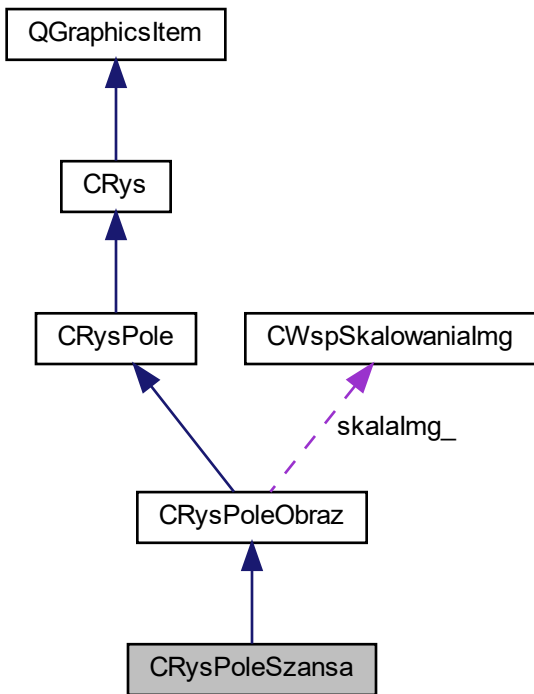 QGraphicsItem
CRys
CRysPole
CWspSkalowaniaImg
skalaImg_
CRysPoleObraz
CRysPoleSzansa